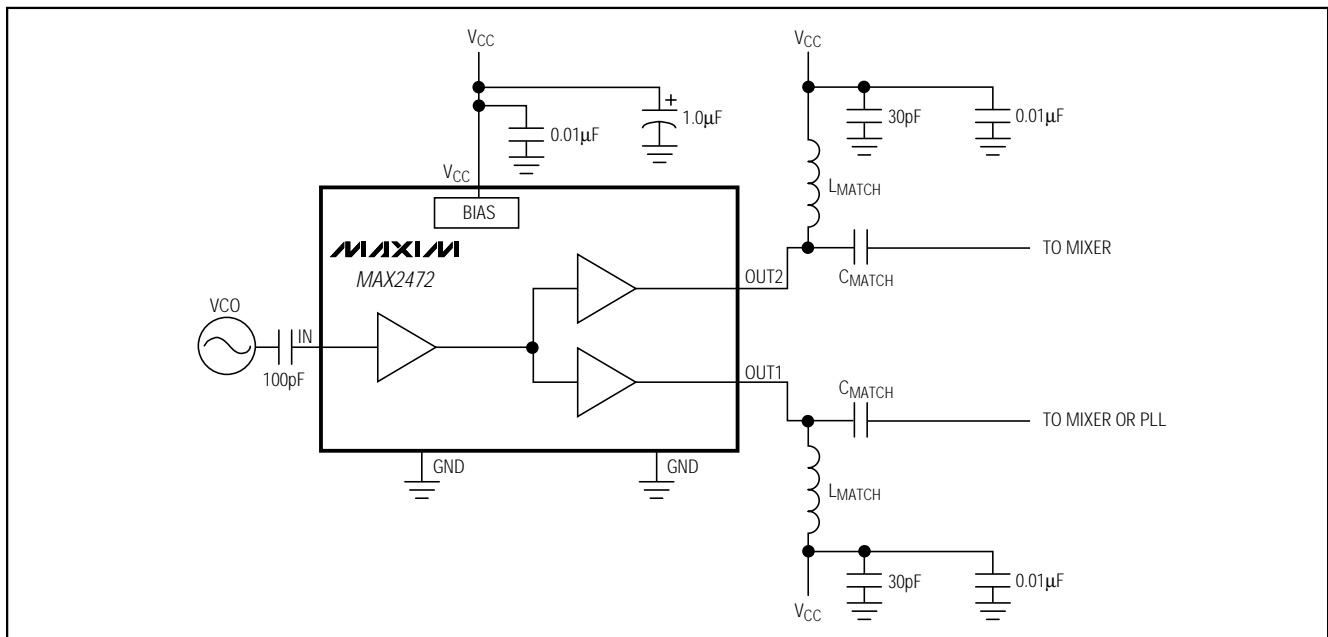 VCC
VCC
+
1.0µF
0.01µF
30pF
0.01µF
VCC
BIAS
LMATCH
MAXIM
MAX2472
TO MIXER
OUT2
CMATCH
VCO
IN
100pF
OUT1
CMATCH
TO MIXER OR PLL
GND
GND
LMATCH
30pF
0.01µF
VCC